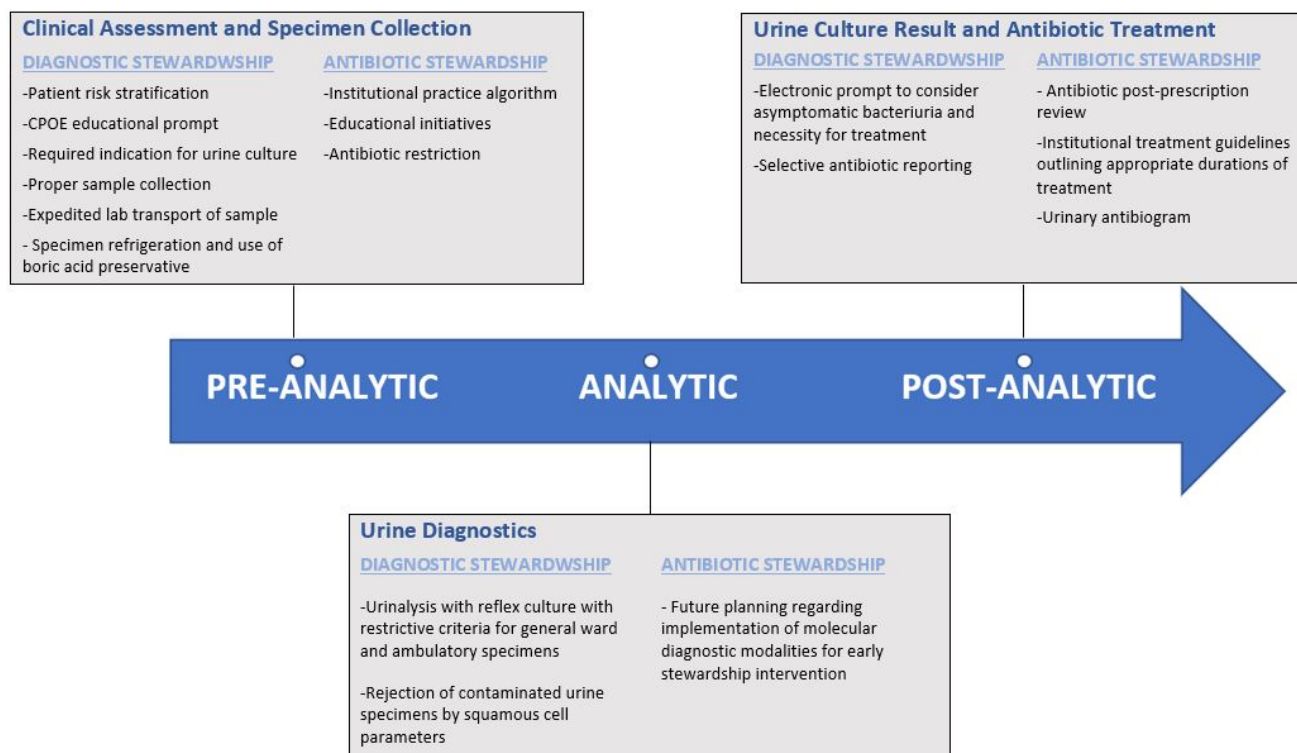 Clinical Assessment and Specimen Collection
DIAGNOSTIC STEWARDWSHIP
-Patient risk stratification
-CPOE educational prompt
-Required indication for urine culture
-Proper sample collection
-Expedited lab transport of sample
- Specimen refrigeration and use of
boric acid preservative
ANTIBIOTIC STEWARDSHIP
-Institutional practice algorithm
-Educational initiatives
-Antibiotic restriction
Urine Culture Result and Antibiotic Treatment
DIAGNOSTIC STEWARDWSHIP
-Electronic prompt to consider
asymptomatic bacteriuria and
necessity for treatment
-Selective antibiotic reporting
ANTIBIOTIC STEWARDSHIP
- Antibiotic post-prescription
review
-Institutional treatment guidelines
outlining appropriate durations of
treatment
-Urinary antibiogram
PRE-ANALYTIC
ANALYTIC
POST-ANALYTIC
Urine Diagnostics
DIAGNOSTIC STEWARDWSHIP
-Urinalysis with reflex culture with
restrictive criteria for general ward
and ambulatory specimens
-Rejection of contaminated urine
specimens by squamous cell
parameters
ANTIBIOTIC STEWARDSHIP
- Future planning regarding
implementation of molecular
diagnostic modalities for early
stewardship intervention